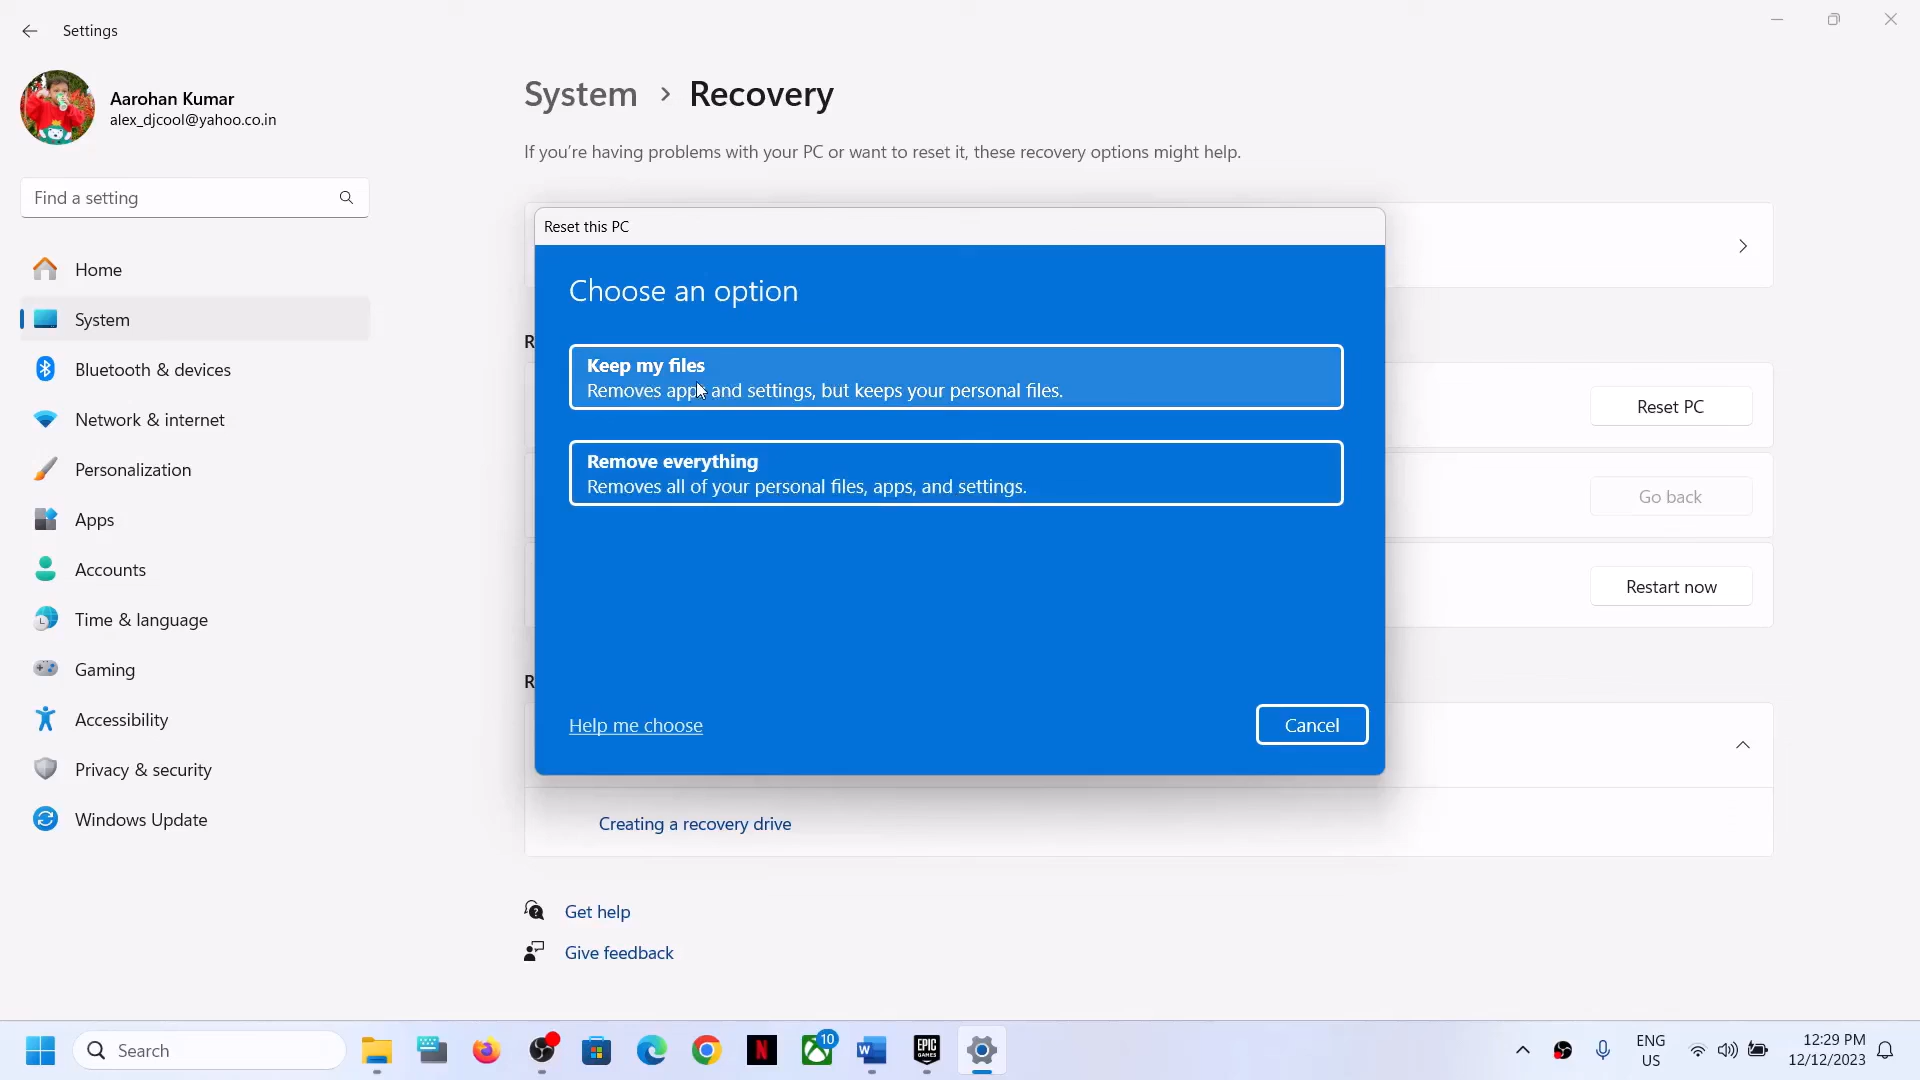 Settings
Aarohan Kumar
alex_djcool@yahoo.co.in
Find a setting
Home
System
Bluetooth & devices
Network & internet
Personalization
Apps
Accounts
Time & language
Gaming
Accessibility
Privacy & security
Windows Update
System > Recovery
If you're having problems with your PC or want to reset it, these recovery options might help.
Reset this PC
Choose an option
Keep my files
Removes apps and settings, but keeps your personal files.
Remove everything
Removes all of your personal files, apps, and settings.
Help me choose
Cancel
Reset PC
Go back
Restart now
Creating a recovery drive
Get help
Give feedback
Search
10
EPIC
GAMES
ENG
US
12:29 PM
12/12/2023